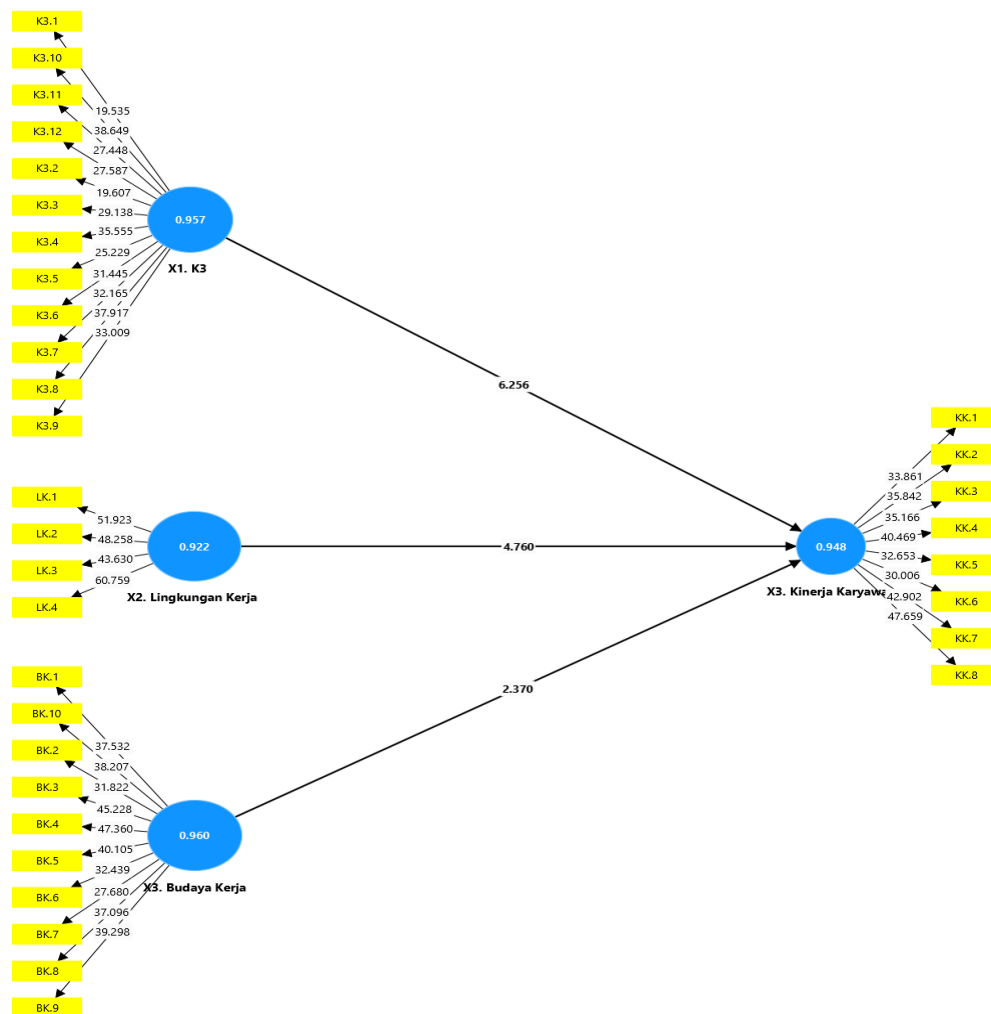 K3.1
K3.10
K3.11
K3.12
K3.2
K3.3
K3.4
K3.5
K3.6
K3.7
K3.8
K3.9
19.535
38.649
27.448
27.587
19.607
29.138
35.555
25.229
31.445
32.165
37.917
33.009
0.957
X1. K3
6.256
LK.1
LK.2
LK.3
LK.4
51.923
48.258
43.630
60.759
0.922
X2. Lingkungan Kerja
4.760
BK.1
BK.10
BK.2
BK.3
BK.4
BK.5
BK.6
BK.7
BK.8
BK.9
37.532
38.207
31.822
45.228
47.360
40.105
32.439
27.680
37.096
39.298
0.960
X3. Budaya Kerja
2.370
0.948
X3. Kinerja Karyawa
33.861
35.842
35.166
40.469
32.653
30.006
42.902
47.659
KK.1
KK.2
KK.3
KK.4
KK.5
KK.6
KK.7
KK.8